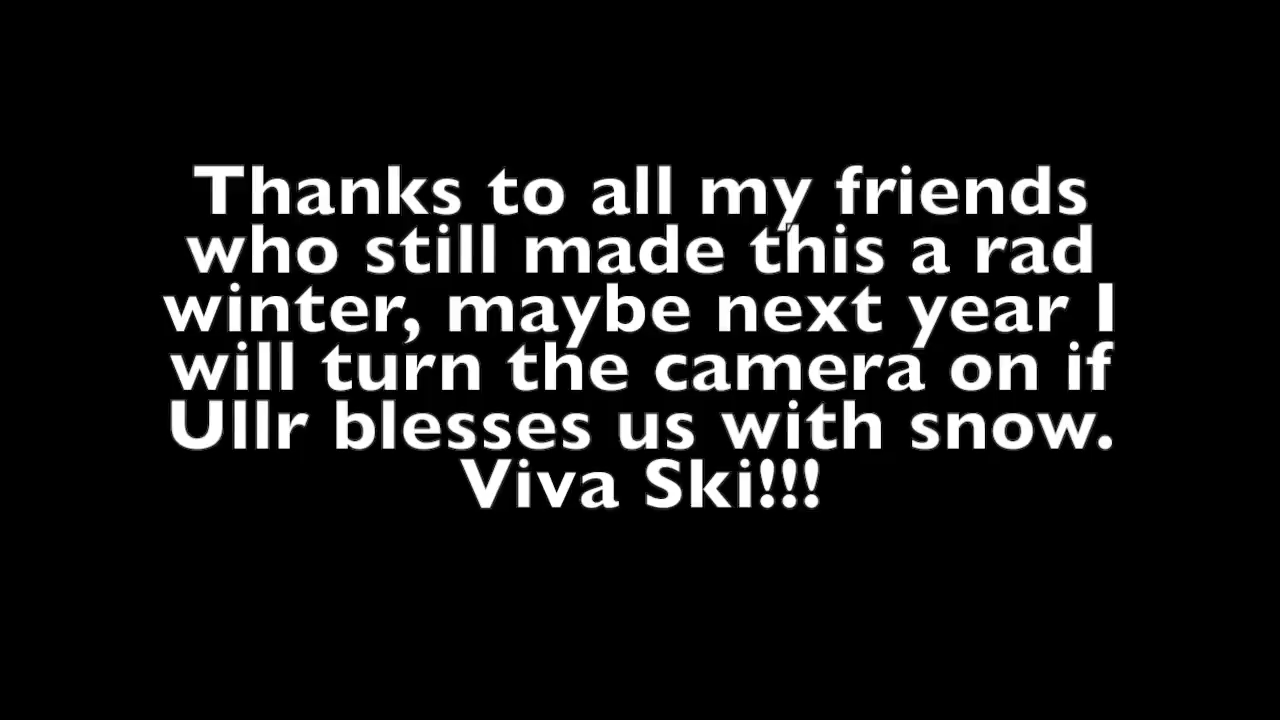 Thanks to all my friends
who still made this a rad
winter, maybe next year I
will turn the camera on if
Ullr blesses us with snow.
Viva Ski!!!